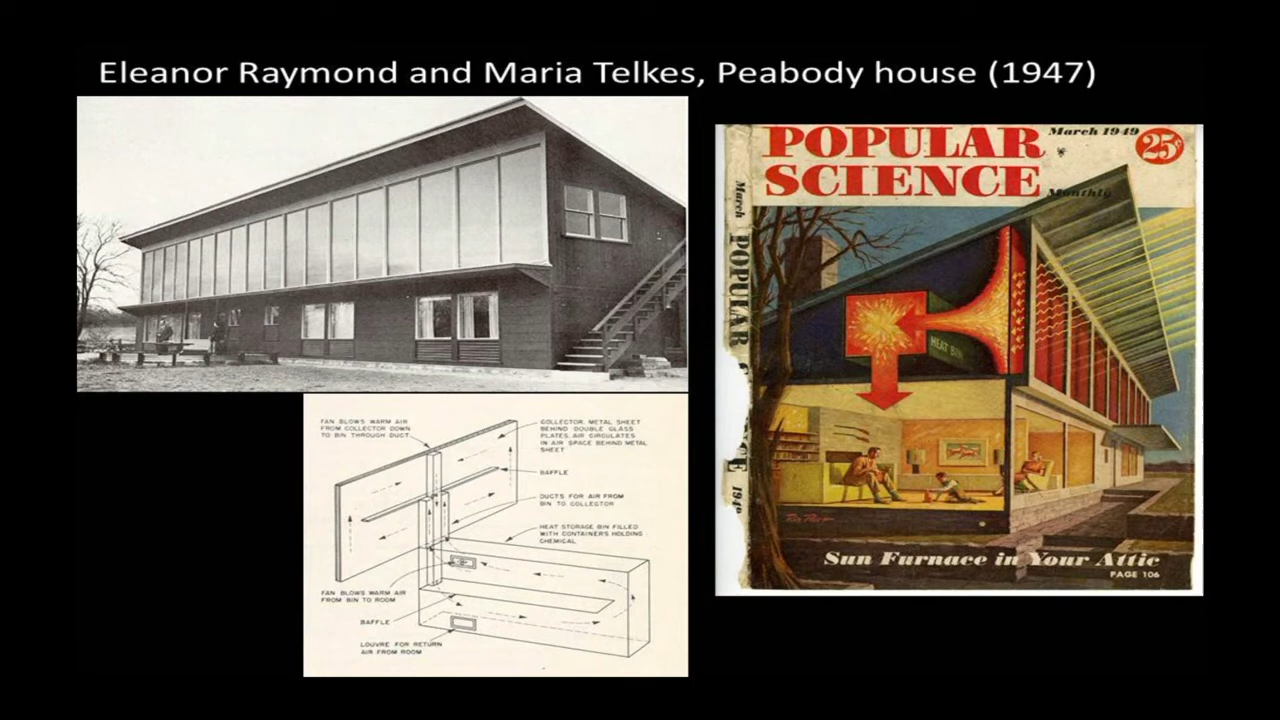 Eleanor Raymond and Maria Telkes, Peabody house (1947)
POPULAR
SCIENCE
March 1949
25¢
Monthly
March
POPULAR
1949
HEAT BIN
Sun Furnace in Your Attic
PAGE 106
FAN BLOWS WARM AIR
FROM COLLECTOR DOWN
TO BIN THROUGH DUCT
COLLECTOR: METAL SHEET
BEHIND DOUBLE GLASS
PLATES. AIR CIRCULATES
IN AIR SPACE BEHIND METAL
SHEET
BAFFLE
DUCTS FOR AIR FROM
BIN TO COLLECTOR
HEAT STORAGE BIN FILLED
WITH CONTAINERS HOLDING
CHEMICAL
FAN BLOWS WARM AIR
FROM BIN TO ROOM
BAFFLE
LOUVRE FOR RETURN
AIR FROM ROOM